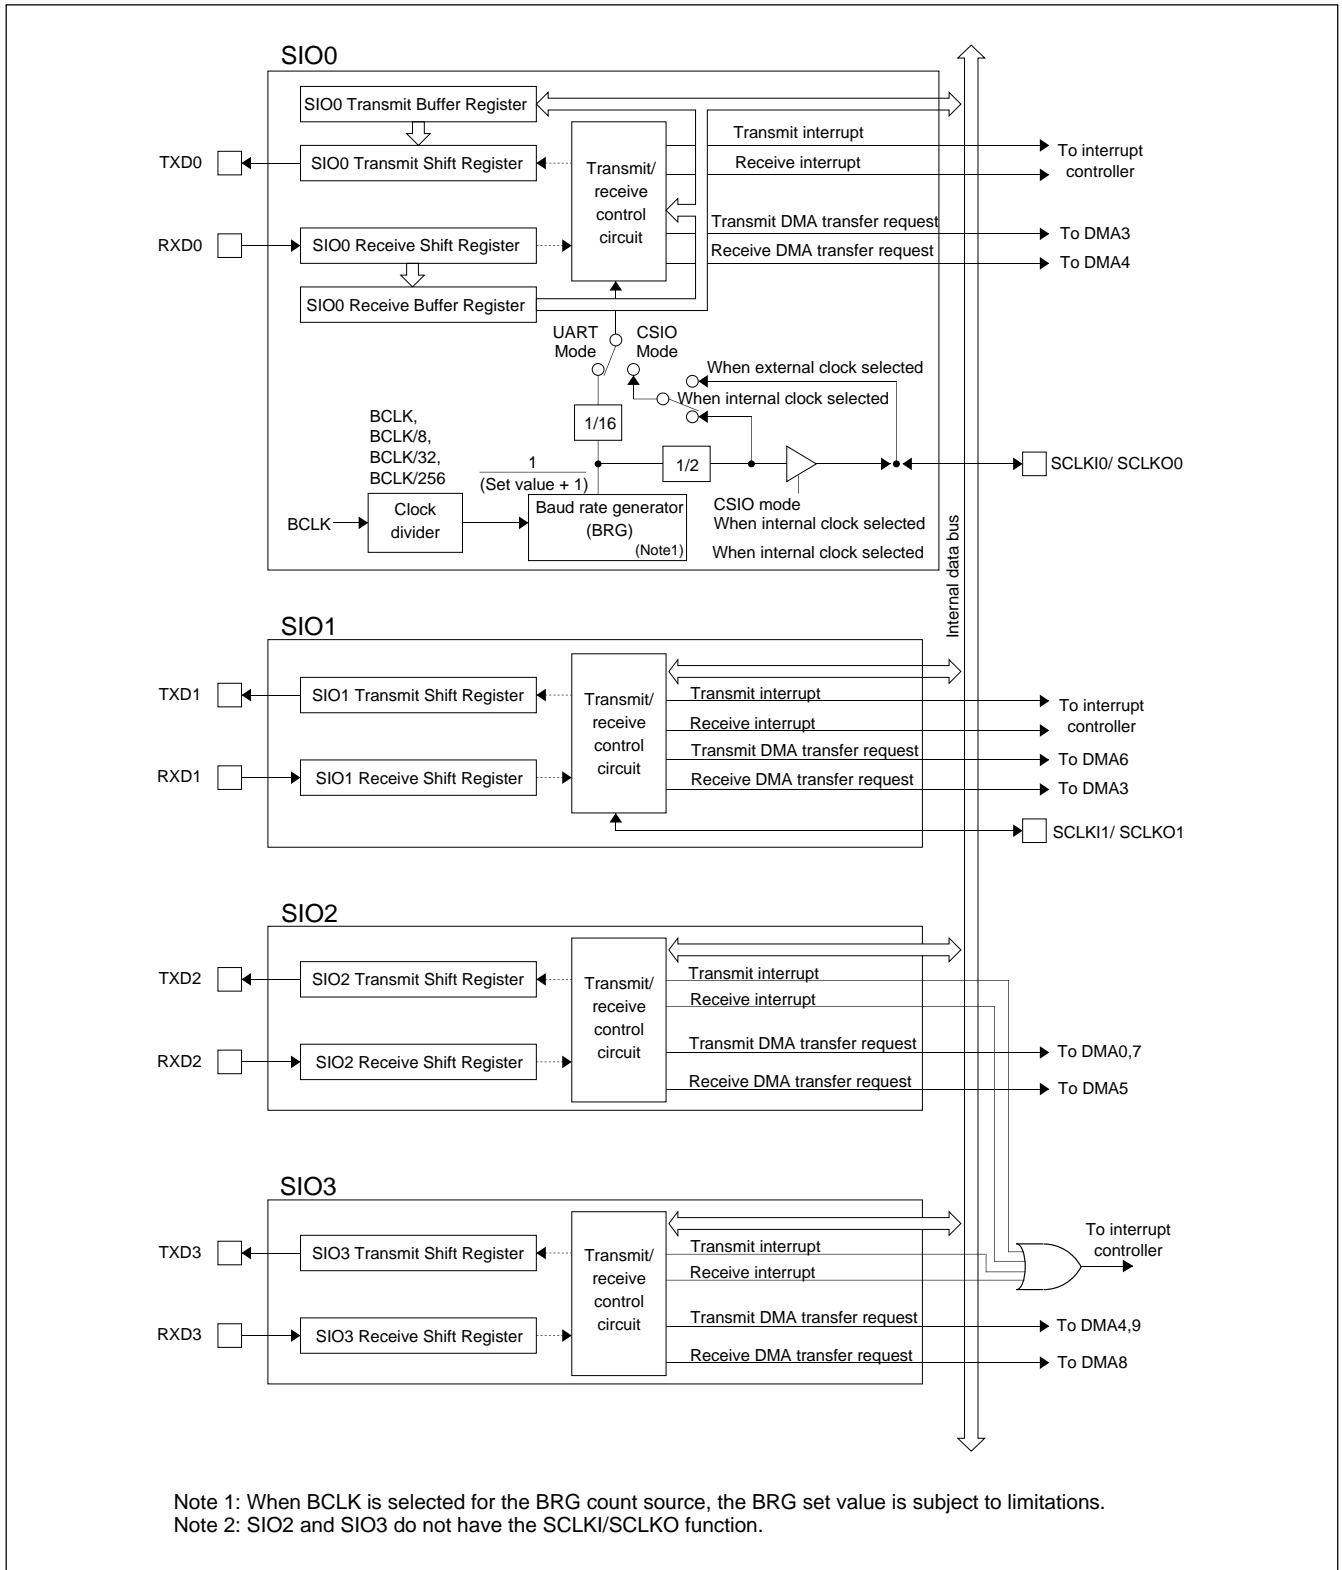 SIO0
SIO0 Transmit Buffer Register
TXD0
SIO0 Transmit Shift Register
Transmit/
receive
control
circuit
Transmit interrupt
Receive interrupt
To interrupt
controller
RXD0
SIO0 Receive Shift Register
Transmit DMA transfer request
To DMA3
Receive DMA transfer request
To DMA4
SIO0 Receive Buffer Register
UART
Mode
CSIO
Mode
When external clock selected
When internal clock selected
BCLK,
BCLK/8,
BCLK/32,
BCLK/256
1/16
1
(Set value + 1)
1/2
SCLKI0/ SCLKO0
BCLK
Clock
divider
Baud rate generator
(BRG)
(Note1)
CSIO mode
When internal clock selected
When internal clock selected
Internal data bus
SIO1
TXD1
SIO1 Transmit Shift Register
Transmit/
receive
control
circuit
Transmit interrupt
Receive interrupt
To interrupt
controller
RXD1
SIO1 Receive Shift Register
Transmit DMA transfer request
To DMA6
Receive DMA transfer request
To DMA3
SCLKI1/ SCLKO1
SIO2
TXD2
SIO2 Transmit Shift Register
Transmit/
receive
control
circuit
Transmit interrupt
Receive interrupt
RXD2
SIO2 Receive Shift Register
Transmit DMA transfer request
To DMA0,7
Receive DMA transfer request
To DMA5
SIO3
TXD3
SIO3 Transmit Shift Register
Transmit/
receive
control
circuit
Transmit interrupt
Receive interrupt
To interrupt
controller
RXD3
SIO3 Receive Shift Register
Transmit DMA transfer request
To DMA4,9
Receive DMA transfer request
To DMA8
Note 1: When BCLK is selected for the BRG count source, the BRG set value is subject to limitations.
Note 2: SIO2 and SIO3 do not have the SCLKI/SCLKO function.